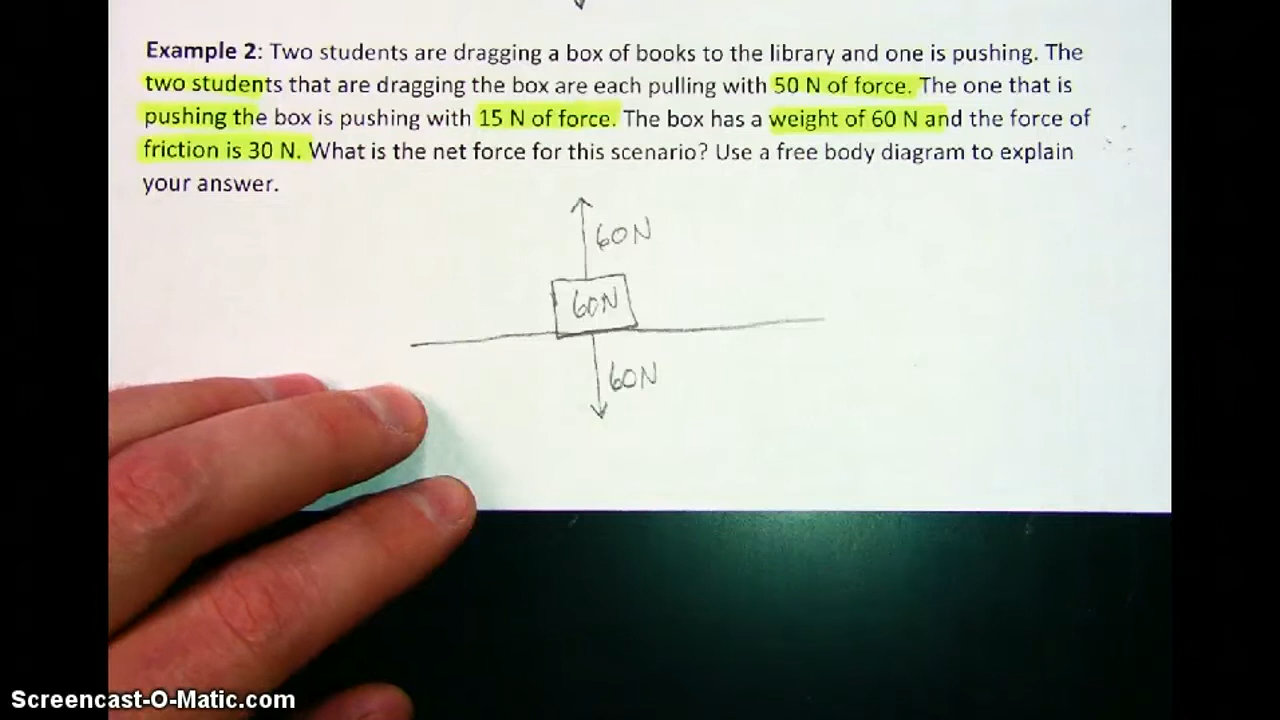 Example 2: Two students are dragging a box of books to the library and one is pushing. The
two students that are dragging the box are each pulling with 50 N of force. The one that is
pushing the box is pushing with 15 N of force. The box has a weight of 60 N and the force of
friction is 30 N. What is the net force for this scenario? Use a free body diagram to explain
your answer.
60N
60N
60N
Screencast-O-Matic.com